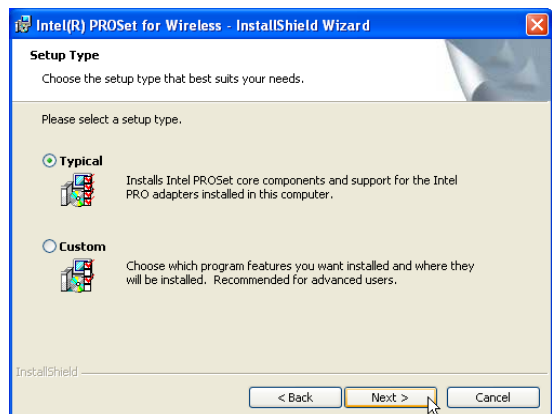 Intel(R) PROSet for Wireless - InstallShield Wizard
Setup Type
Choose the setup type that best suits your needs.
Please select a setup type.
Typical
Installs Intel PROSet core components and support for the Intel
PRO adapters installed in this computer.
Custom
Choose which program features you want installed and where they
will be installed. Recommended for advanced users.
InstallShield
< Back
Next >
Cancel